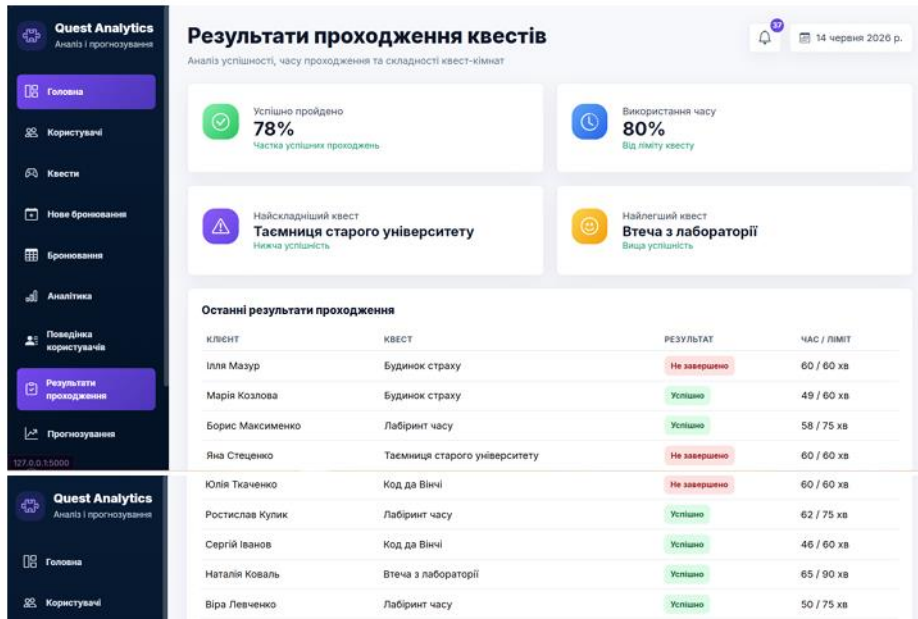 Quest Analytics
Аналіз і прогнозування
Головна
Користувачі
Квести
Нове бронювання
Бронювання
Аналітика
Поведінка
користувачів
Результати
проходження
Прогнозування
127.0.0.1:5000
Результати проходження квестів
Аналіз успішності, часу проходження та складності квест-кімнат
37
14 червня 2026 р.
Успішно пройдено
78%
Частка успішних проходжень
Використання часу
80%
Від ліміту квесту
Найскладніший квест
Таємниця старого університету
Нижча успішність
Найлегший квест
Втеча з лабораторії
Вища успішність
Останні результати проходження
КЛІЄНТ КВЕСТ РЕЗУЛЬТАТ ЧАС / ЛІМІТ
Ілля Мазур Будинок страху Не завершено 60 / 60 хв
Марія Козлова Будинок страху Успішно 49 / 60 хв
Борис Максименко Лабіринт часу Успішно 58 / 75 хв
Яна Стеценко Таємниця старого університету Не завершено 60 / 60 хв
Quest Analytics
Аналіз і прогнозування
Головна
Користувачі
Юлія Ткаченко Код да Вінчі Не завершено 60 / 60 хв
Ростислав Кулик Лабіринт часу Успішно 62 / 75 хв
Сергій Іванов Код да Вінчі Успішно 46 / 60 хв
Наталія Коваль Втеча з лабораторії Успішно 65 / 90 хв
Віра Левченко Лабіринт часу Успішно 50 / 75 хв